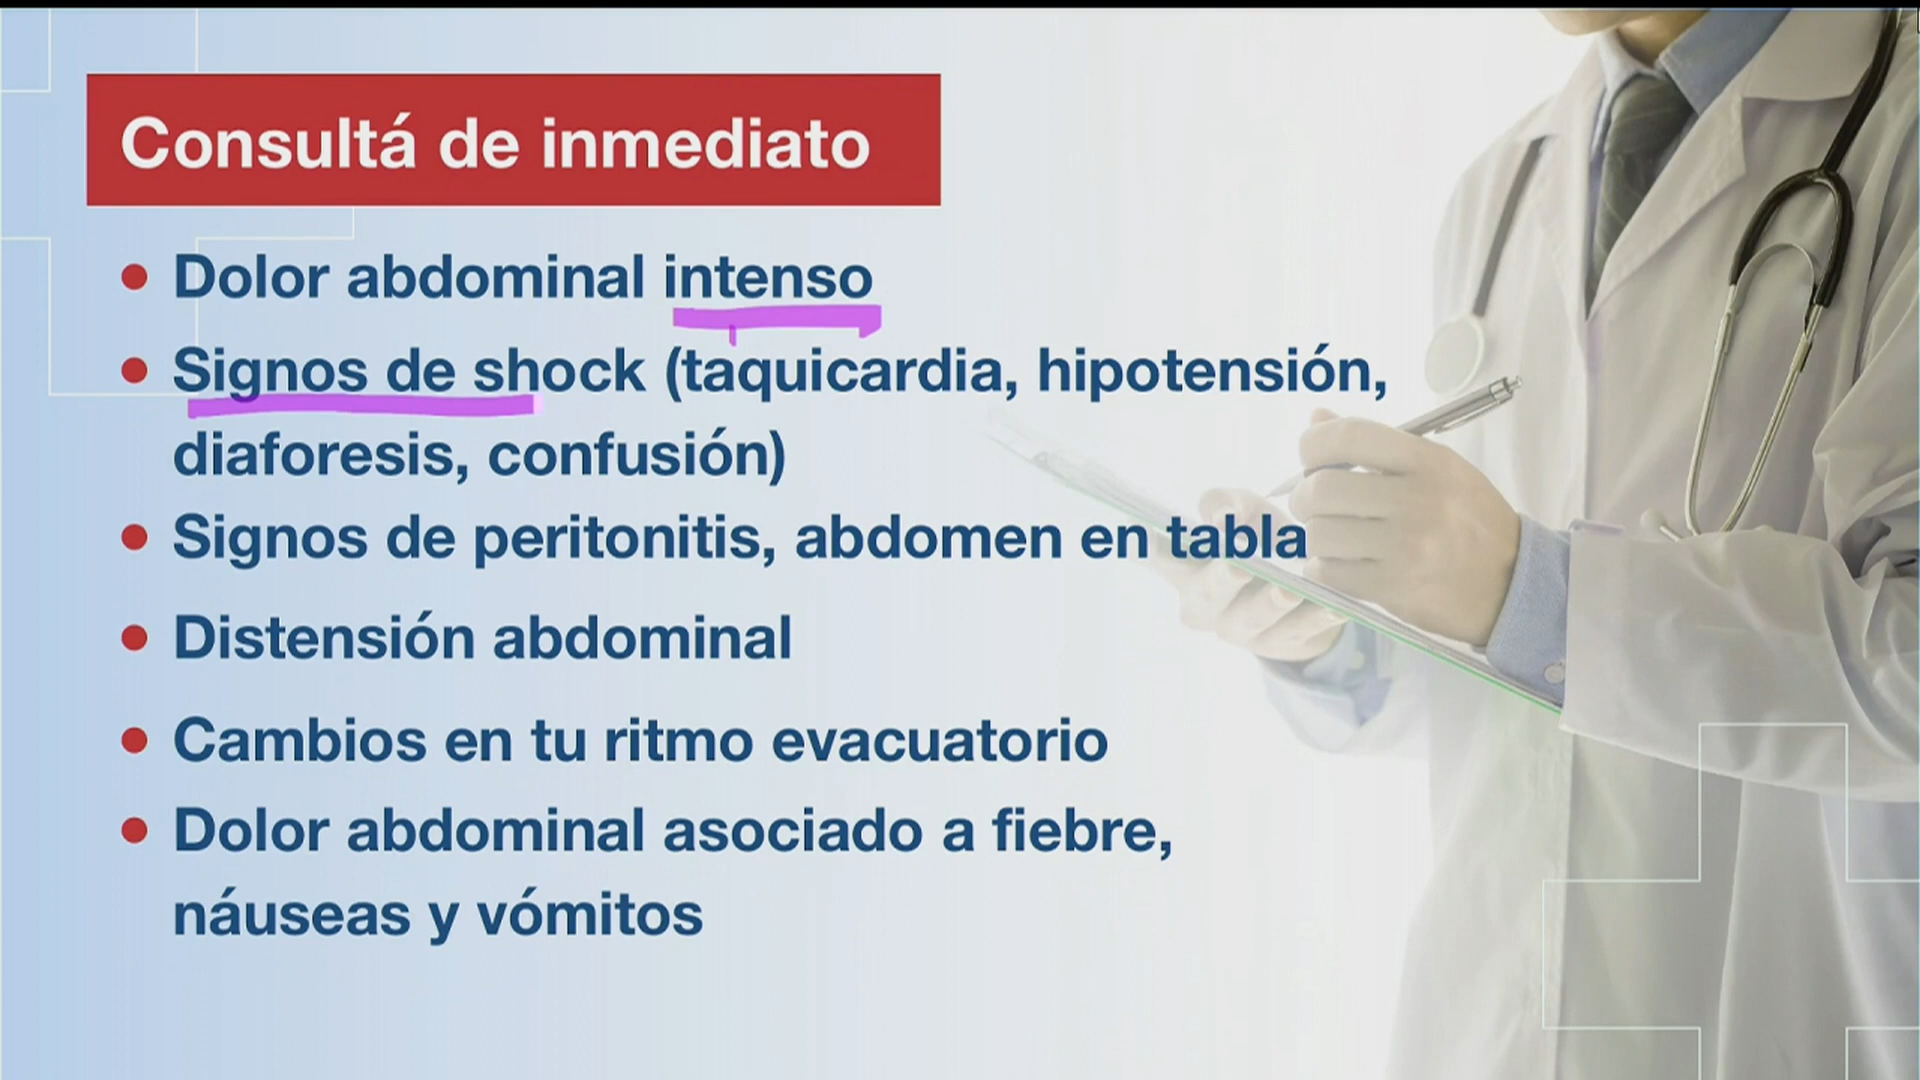 Consultá de inmediato
Dolor abdominal intenso
Signos de shock (taquicardia, hipotensión,
diaforesis, confusión)
Signos de peritonitis, abdomen en tabla
Distensión abdominal
Cambios en tu ritmo evacuatorio
Dolor abdominal asociado a fiebre,
náuseas y vómitos